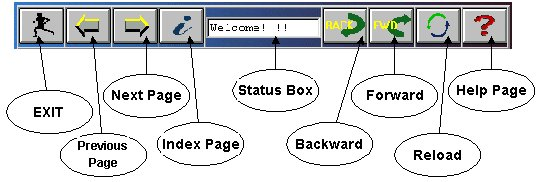 Welcome! !!
BACK
FWD
EXIT
Previous
Page
Next Page
Index Page
Status Box
Backward
Forward
Reload
Help Page
i
?